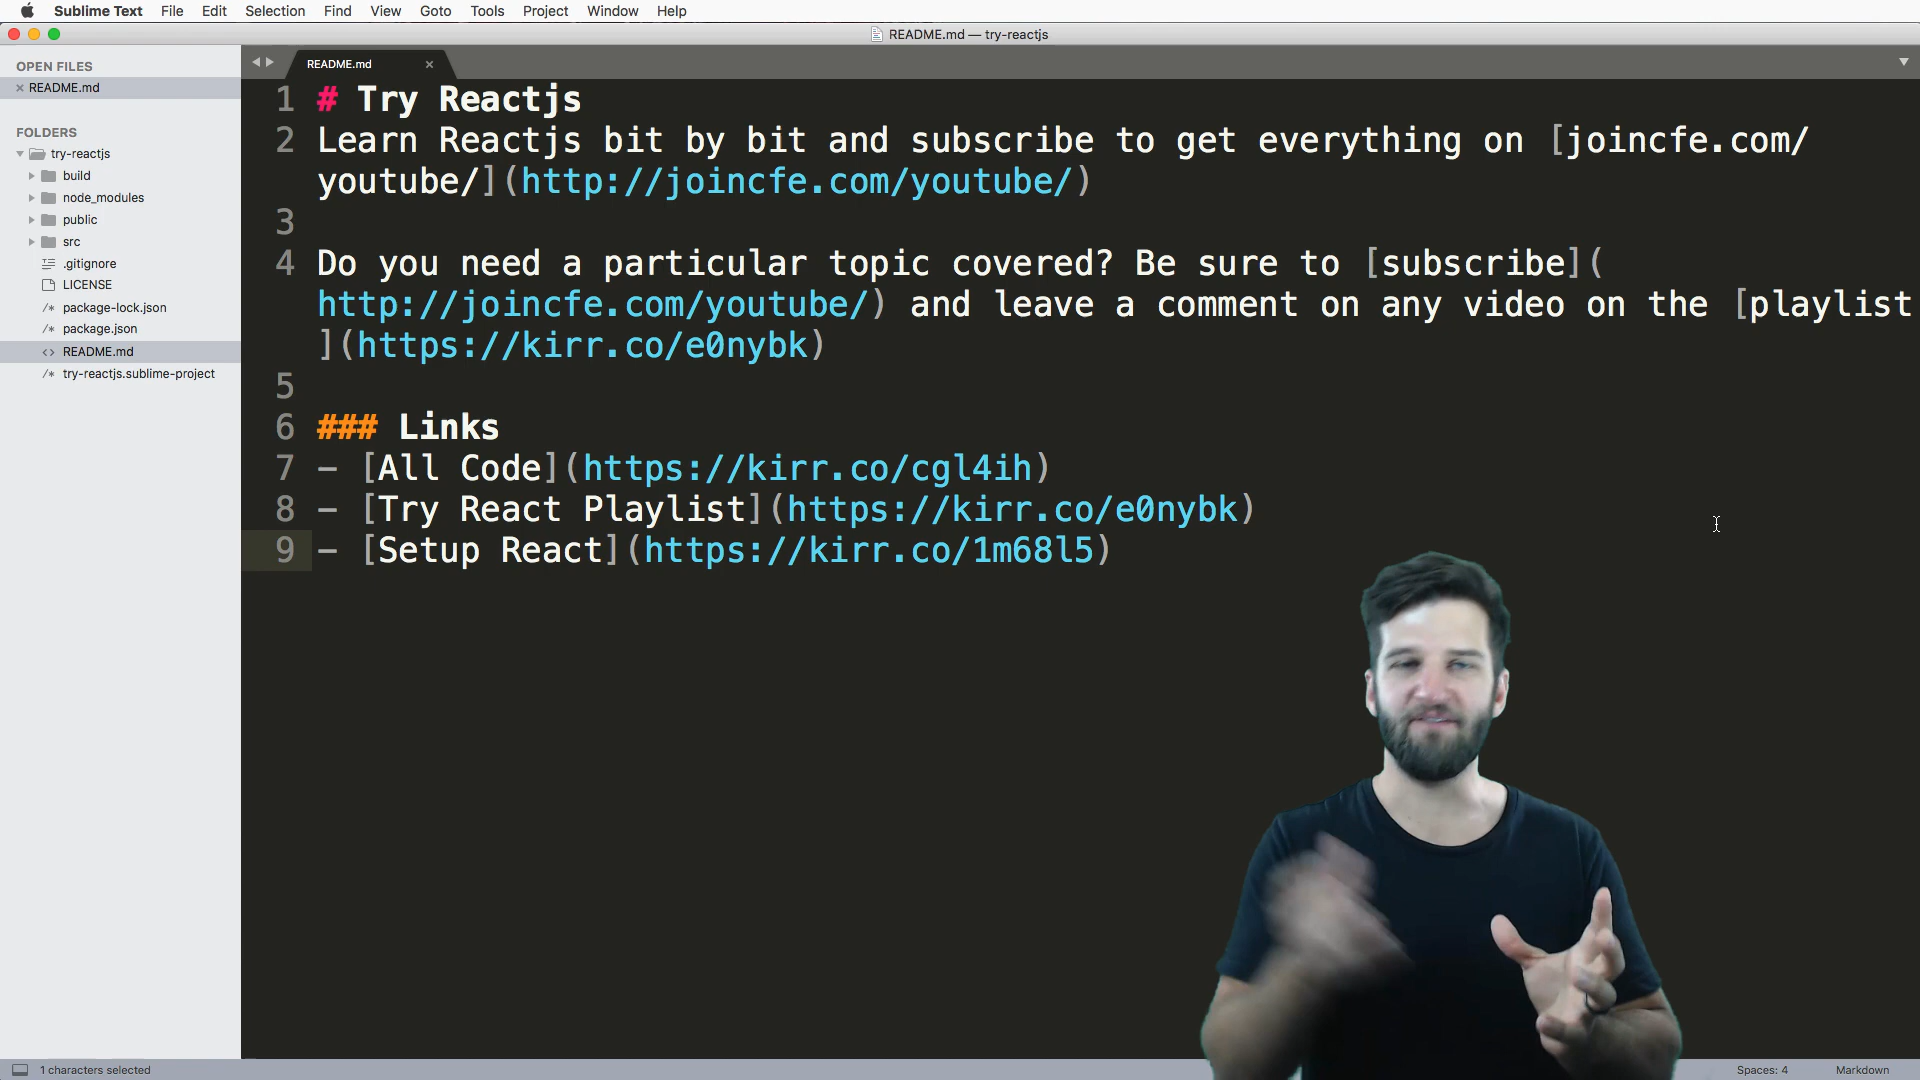 Sublime Text File Edit Selection Find View Goto Tools Project Window Help
README.md — try-reactjs
OPEN FILES
README.md
FOLDERS
try-reactjs
build
node_modules
public
src
.gitignore
LICENSE
package-lock.json
package.json
README.md
try-reactjs.sublime-project
README.md
1 # Try Reactjs
2 Learn Reactjs bit by bit and subscribe to get everything on [joincfe.com/
youtube/](http://joincfe.com/youtube/)
3
4 Do you need a particular topic covered? Be sure to [subscribe](
http://joincfe.com/youtube/) and leave a comment on any video on the [playlist
](https://kirr.co/e0nybk)
5
6 ### Links
7 - [All Code](https://kirr.co/cgl4ih)
8 - [Try React Playlist](https://kirr.co/e0nybk)
9 - [Setup React](https://kirr.co/1m68l5)
1 characters selected
Spaces: 4
Markdown